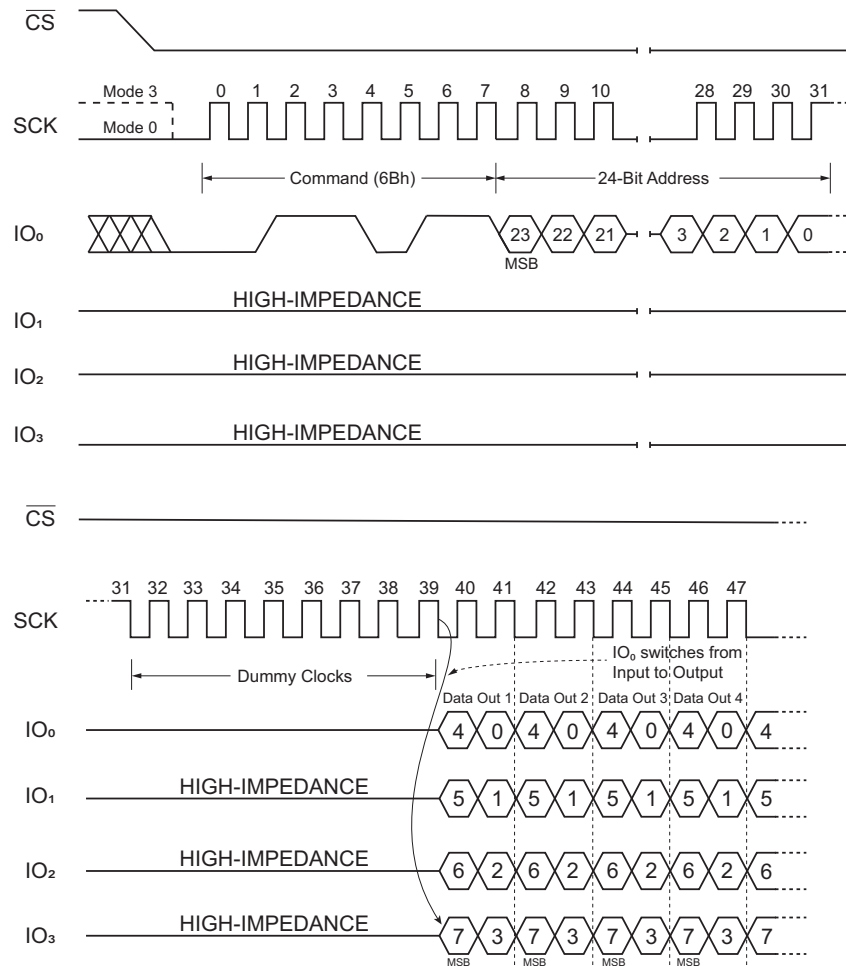 CS
Mode 3
Mode 0
SCK
0 1 2 3 4 5 6 7 8 9 10 28 29 30 31
Command (6Bh) 24-Bit Address
IO₀
23 22 21 3 2 1 0
MSB
HIGH-IMPEDANCE
IO₁
HIGH-IMPEDANCE
IO₂
HIGH-IMPEDANCE
IO₃
CS
31 32 33 34 35 36 37 38 39 40 41 42 43 44 45 46 47
SCK
IO₀ switches from
Input to Output
Dummy Clocks
Data Out 1 Data Out 2 Data Out 3 Data Out 4
IO₀ 4 0 4 0 4 0 4 0 4
IO₁ HIGH-IMPEDANCE 5 1 5 1 5 1 5 1 5
IO₂ HIGH-IMPEDANCE 6 2 6 2 6 2 6 2 6
IO₃ HIGH-IMPEDANCE 7 3 7 3 7 3 7 3 7
MSB MSB MSB MSB